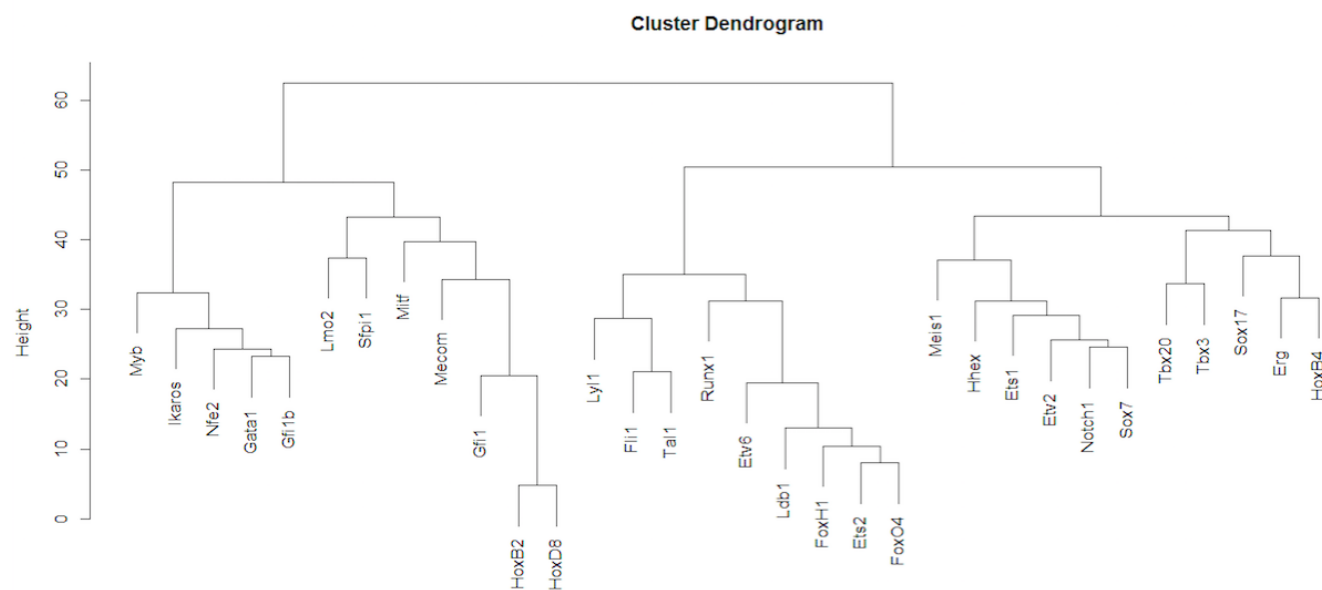 Cluster Dendrogram
Height
60
50
40
30
20
10
0
Myb
Ikaros
Nfe2
Gata1
Gfi1b
Lmo2
Sfpi1
Mitf
Mecom
Gfi1
HoxB2
HoxD8
Lyl1
Fli1
Tal1
Runx1
Etv6
Ldb1
FoxH1
Ets2
FoxO4
Meis1
Hhex
Ets1
Etv2
Notch1
Sox7
Tbx20
Tbx3
Sox17
Erg
HoxB4